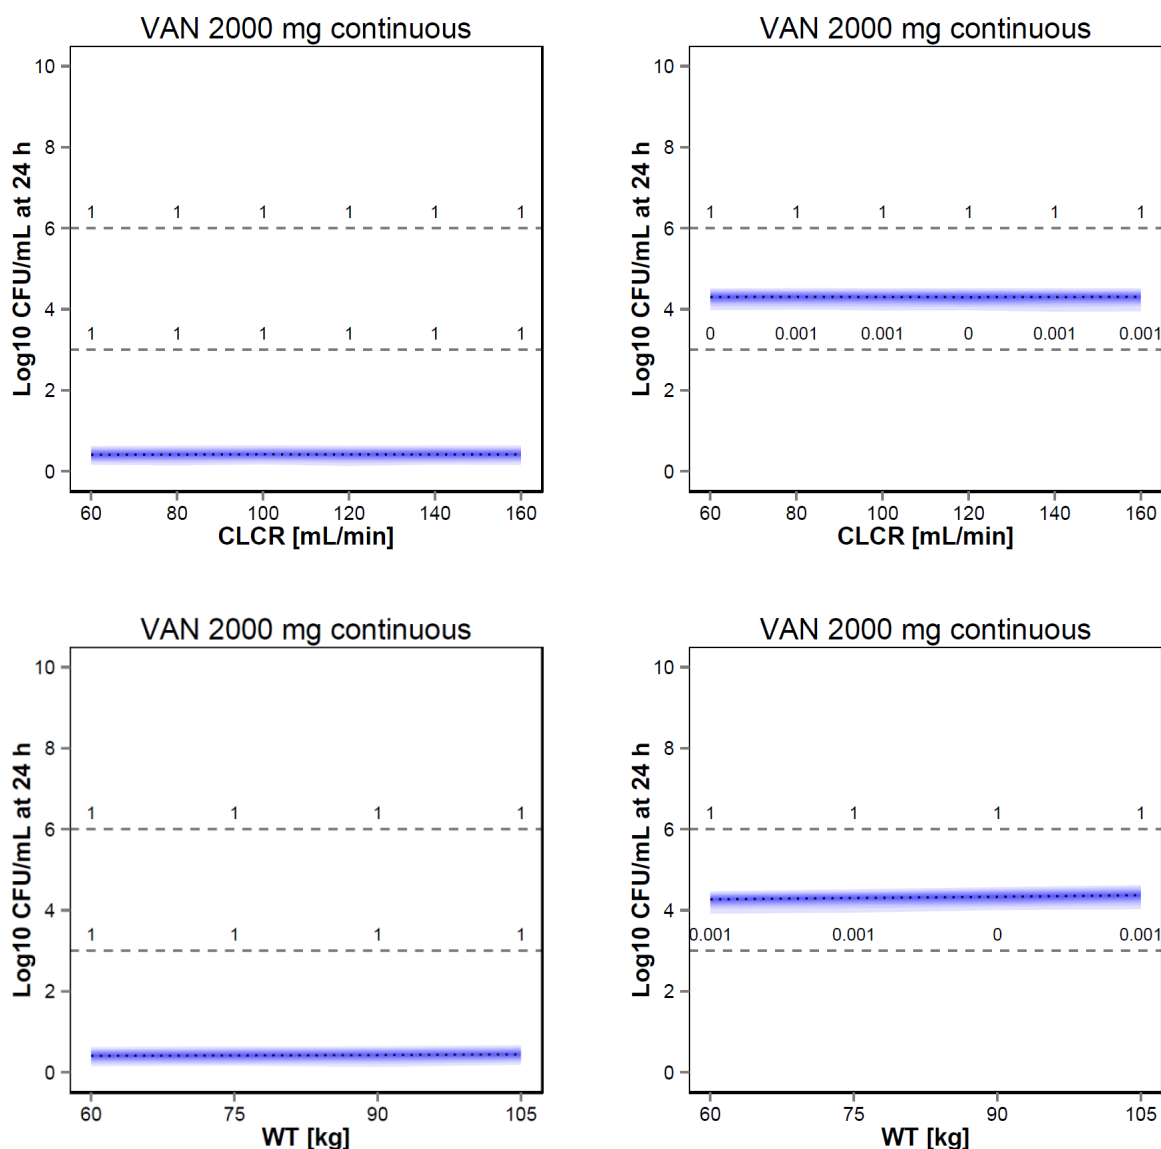 VAN 2000 mg continuous
Log10 CFU/mL at 24 h
10
8
6
4
2
0
1 1 1 1 1 1
1 1 1 1 1 1
60 80 100 120 140 160
CLCR [mL/min]
VAN 2000 mg continuous
Log10 CFU/mL at 24 h
10
8
6
4
2
0
1 1 1 1 1 1
0 0.001 0.001 0 0.001 0.001
60 80 100 120 140 160
CLCR [mL/min]
VAN 2000 mg continuous
Log10 CFU/mL at 24 h
10
8
6
4
2
0
1 1 1 1
1 1 1 1
60 75 90 105
WT [kg]
VAN 2000 mg continuous
Log10 CFU/mL at 24 h
10
8
6
4
2
0
1 1 1 1
0.001 0.001 0 0.001
60 75 90 105
WT [kg]